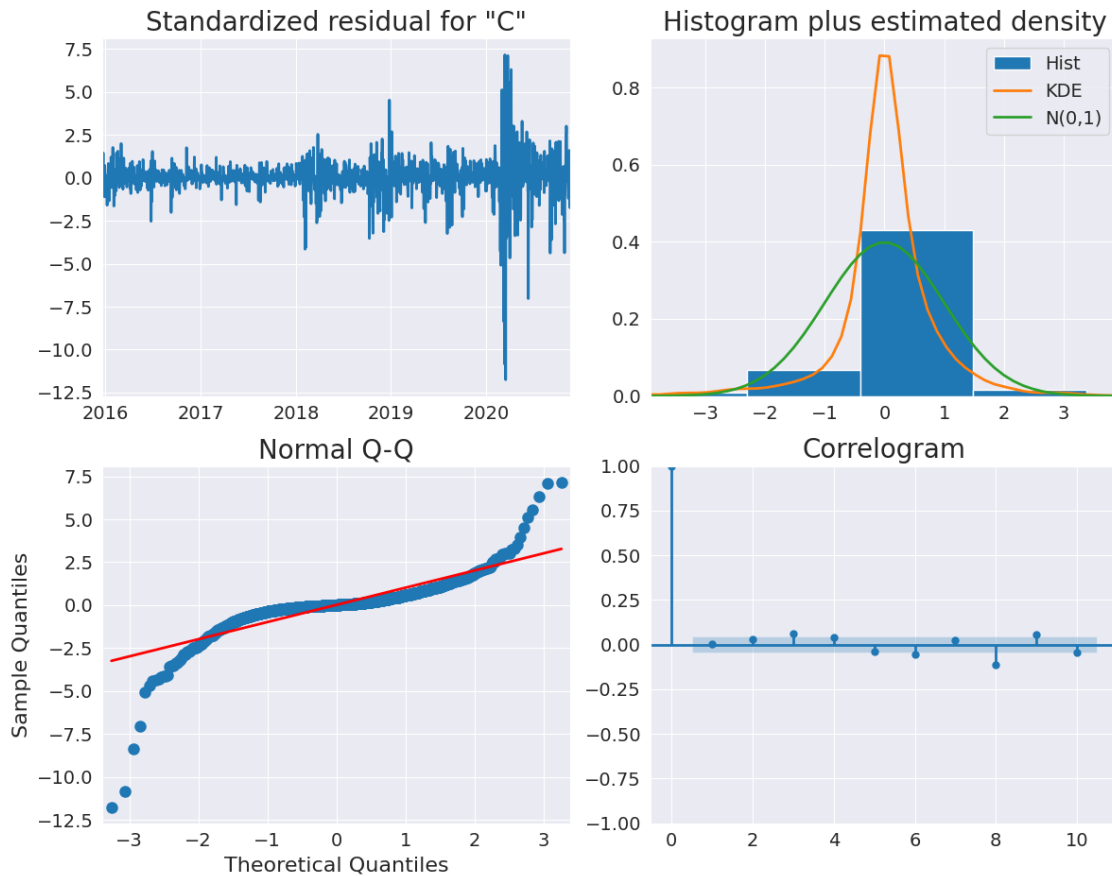 Standardized residual for "C"
7.5
5.0
2.5
0.0
−2.5
−5.0
−7.5
−10.0
−12.5
2016 2017 2018 2019 2020
Histogram plus estimated density
Hist
KDE
N(0,1)
0.8
0.6
0.4
0.2
0.0
−3 −2 −1 0 1 2 3
Normal Q-Q
Sample Quantiles
7.5
5.0
2.5
0.0
−2.5
−5.0
−7.5
−10.0
−12.5
−3 −2 −1 0 1 2 3
Theoretical Quantiles
Correlogram
1.00
0.75
0.50
0.25
0.00
−0.25
−0.50
−0.75
−1.00
0 2 4 6 8 10